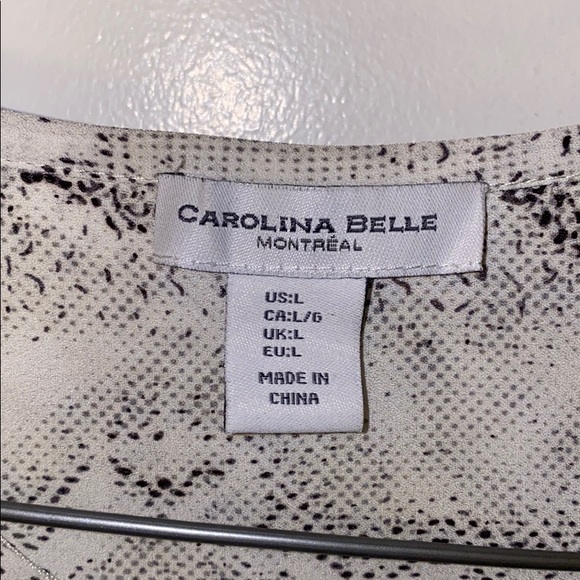 CAROLINA BELLE
MONTRÉAL
US:L
CA:L/G
UK:L
EU:L
MADE IN
CHINA